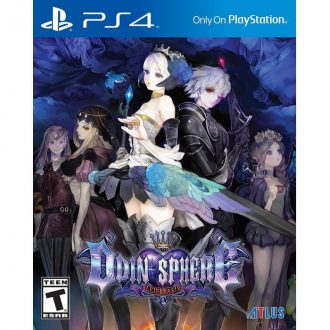 PS4
Only On PlayStation®
ODIN SPHERE
LEIFTHRASIR
TEEN
T
ESRB
ATLUS